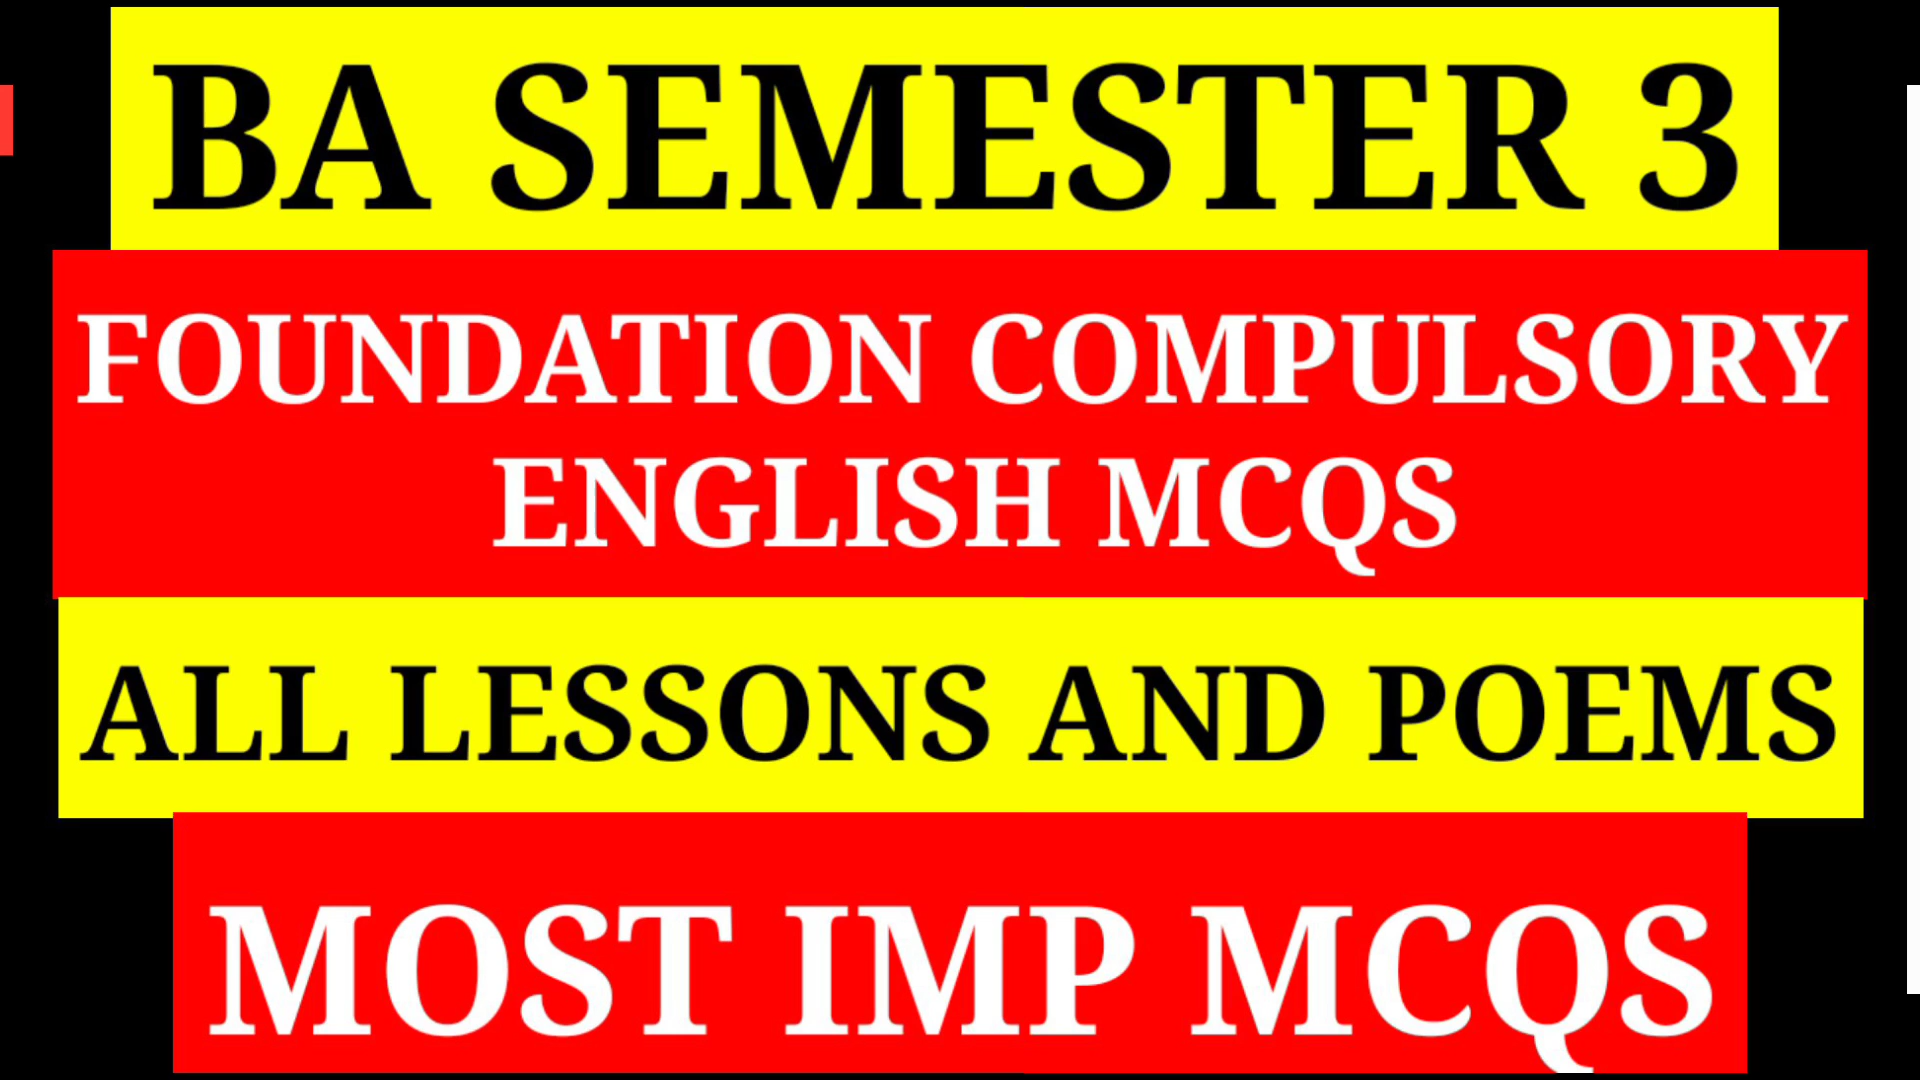 BA SEMESTER 3
FOUNDATION COMPULSORY
ENGLISH MCQS
ALL LESSONS AND POEMS
MOST IMP MCQS